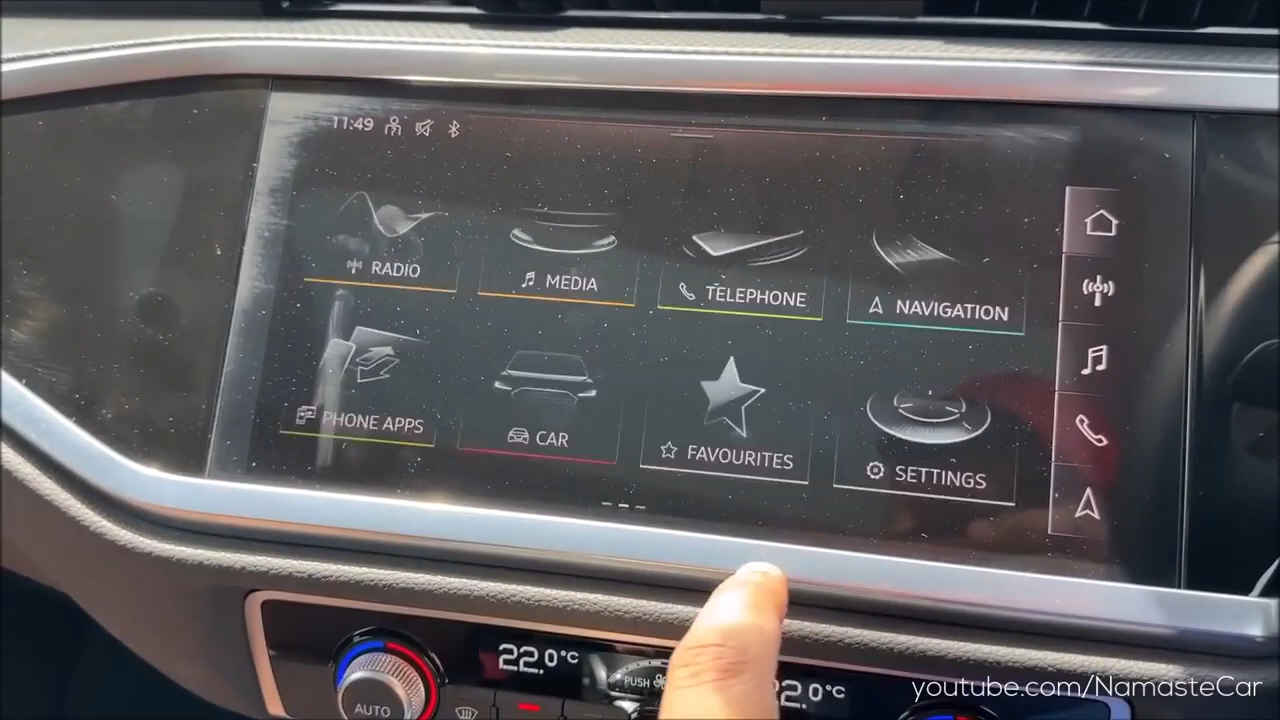 11:49
RADIO
MEDIA
TELEPHONE
NAVIGATION
PHONE APPS
CAR
FAVOURITES
SETTINGS
22.0°C
PUSH
2.0°C
AUTO
youtube.com/NamasteCar